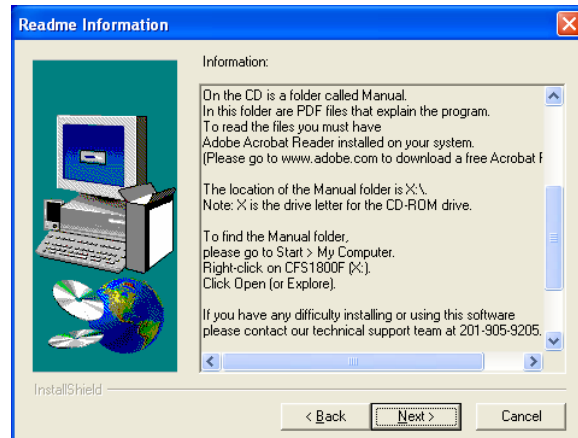 Readme Information
Information:
On the CD is a folder called Manual.
In this folder are PDF files that explain the program.
To read the files you must have
Adobe Acrobat Reader installed on your system.
(Please go to www.adobe.com to download a free Acrobat F
The location of the Manual folder is X:\.
Note: X is the drive letter for the CD-ROM drive.
To find the Manual folder,
please go to Start > My Computer.
Right-click on CFS1800F (X:).
Click Open (or Explore).
If you have any difficulty installing or using this software
please contact our technical support team at 201-905-9205.
InstallShield
< Back Next > Cancel